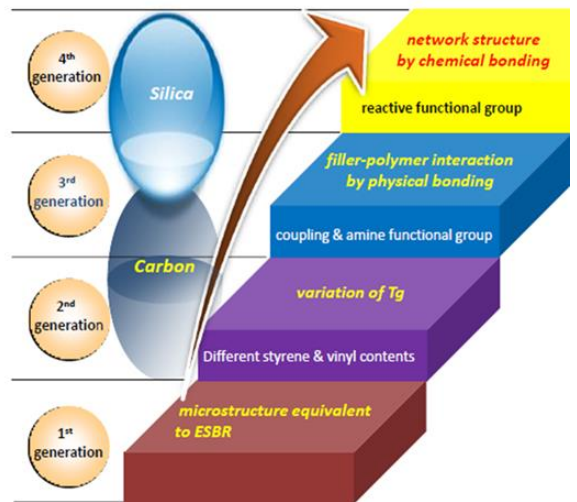 4th
generation
Silica
network structure
by chemical bonding
reactive functional group
3rd
generation
filler-polymer interaction
by physical bonding
coupling & amine functional group
Carbon
2nd
generation
variation of Tg
Different styrene & vinyl contents
1st
generation
microstructure equivalent
to ESBR